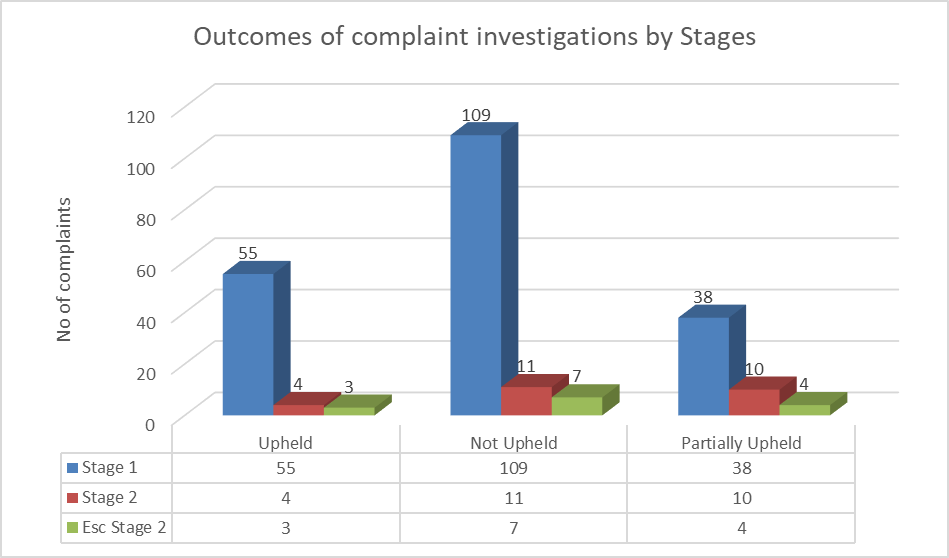 Outcomes of complaint investigations by Stages
No of complaints
120
100
80
60
40
20
0
55
4
3
109
11
7
38
10
4
Upheld Not Upheld Partially Upheld
Stage 1 55 109 38
Stage 2 4 11 10
Esc Stage 2 3 7 4